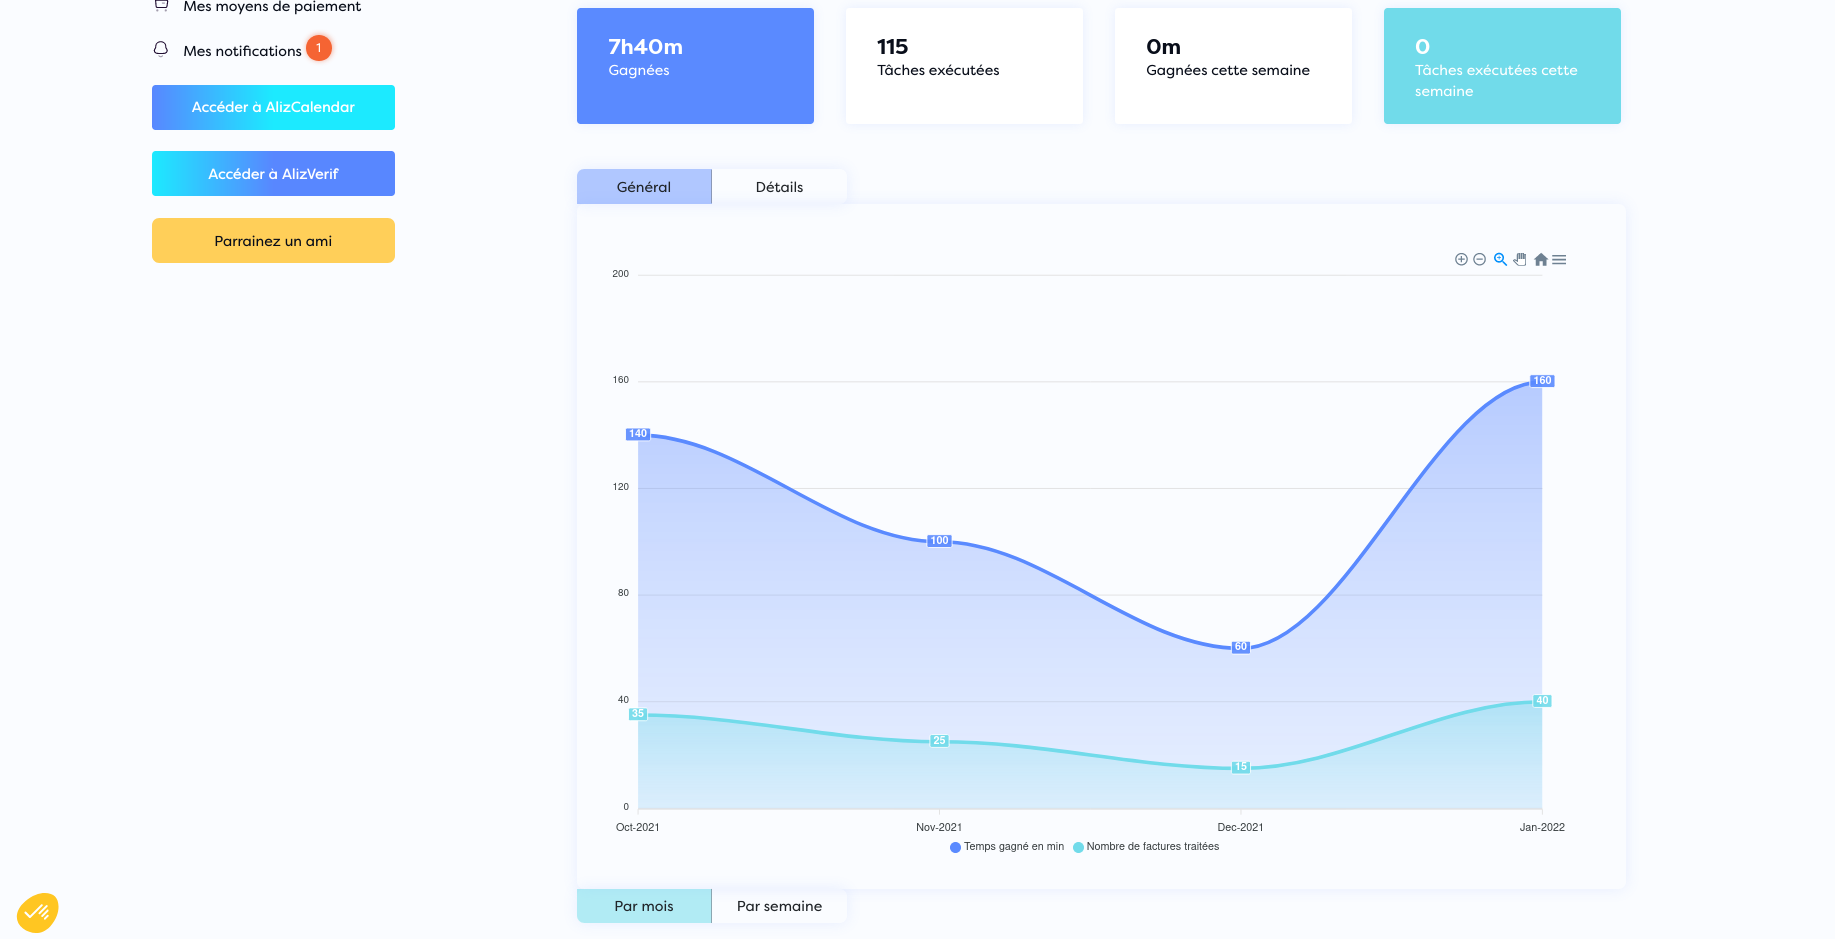 Mes moyens de paiement
Mes notifications 1
Accéder à AlizCalendar
Accéder à AlizVerif
Parrainez un ami
7h40m
Gagnées
115
Tâches exécutées
0m
Gagnées cette semaine
0
Tâches exécutées cette
semaine
Général
Détails
200
160
120
80
40
0
140
100
60
160
35
25
15
40
Oct-2021
Nov-2021
Dec-2021
Jan-2022
Temps gagné en min
Nombre de factures traitées
Par mois
Par semaine